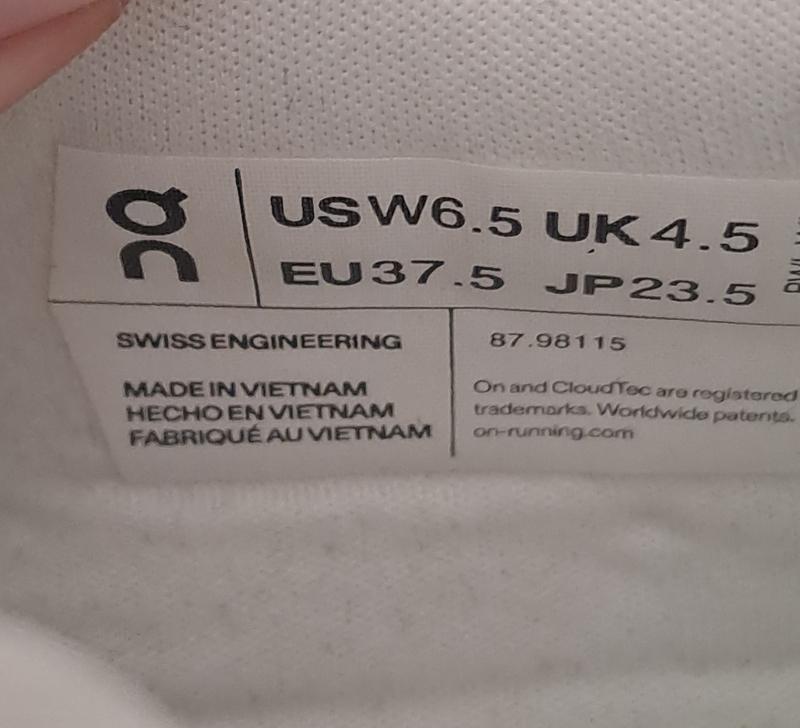 On
USW6.5 UK4.5
EU37.5 JP23.5
SWISS ENGINEERING
MADE IN VIETNAM
HECHO EN VIETNAM
FABRIQUÉ AU VIETNAM
87.98115
On and CloudTec are registered
trademarks. Worldwide patents.
on-running.com